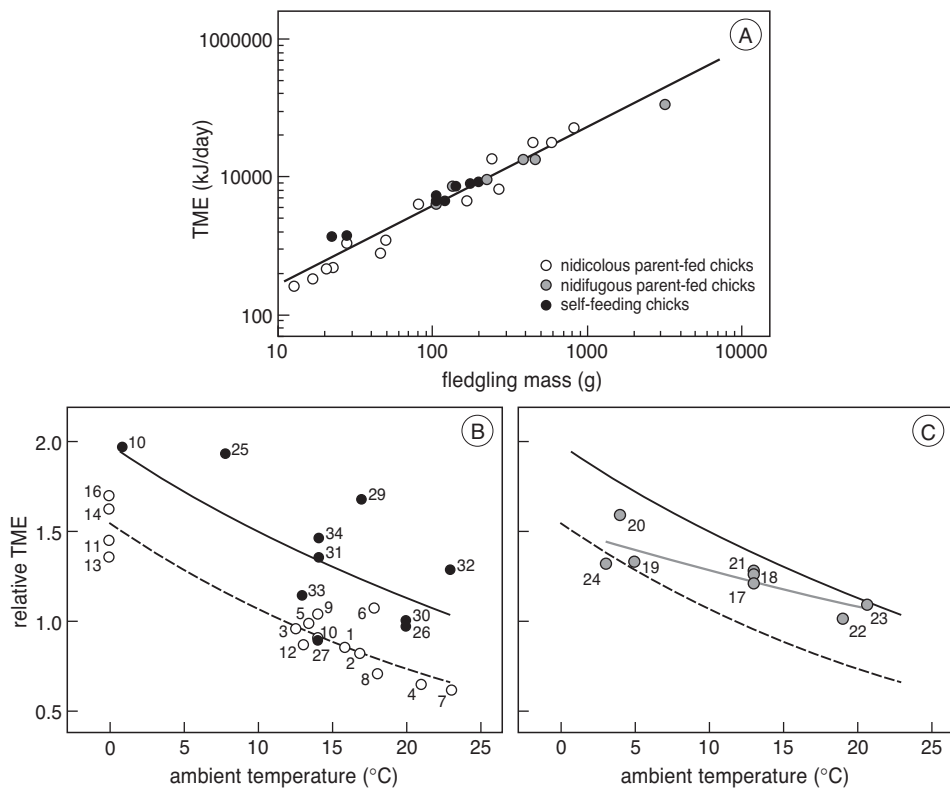 A
1000000
10000
100
TME (kJ/day)
nidicolous parent-fed chicks
nidifugous parent-fed chicks
self-feeding chicks
10 100 1000 10000
fledgling mass (g)
B
2.0
1.5
1.0
0.5
relative TME
10
25
16
14
11
13
29
34
31
32
33
9
5
6
3
10
1
30
26
12
27
2
8
4
7
0 5 10 15 20 25
ambient temperature (°C)
C
20
24
19
21
18
17
23
22
0 5 10 15 20 25
ambient temperature (°C)